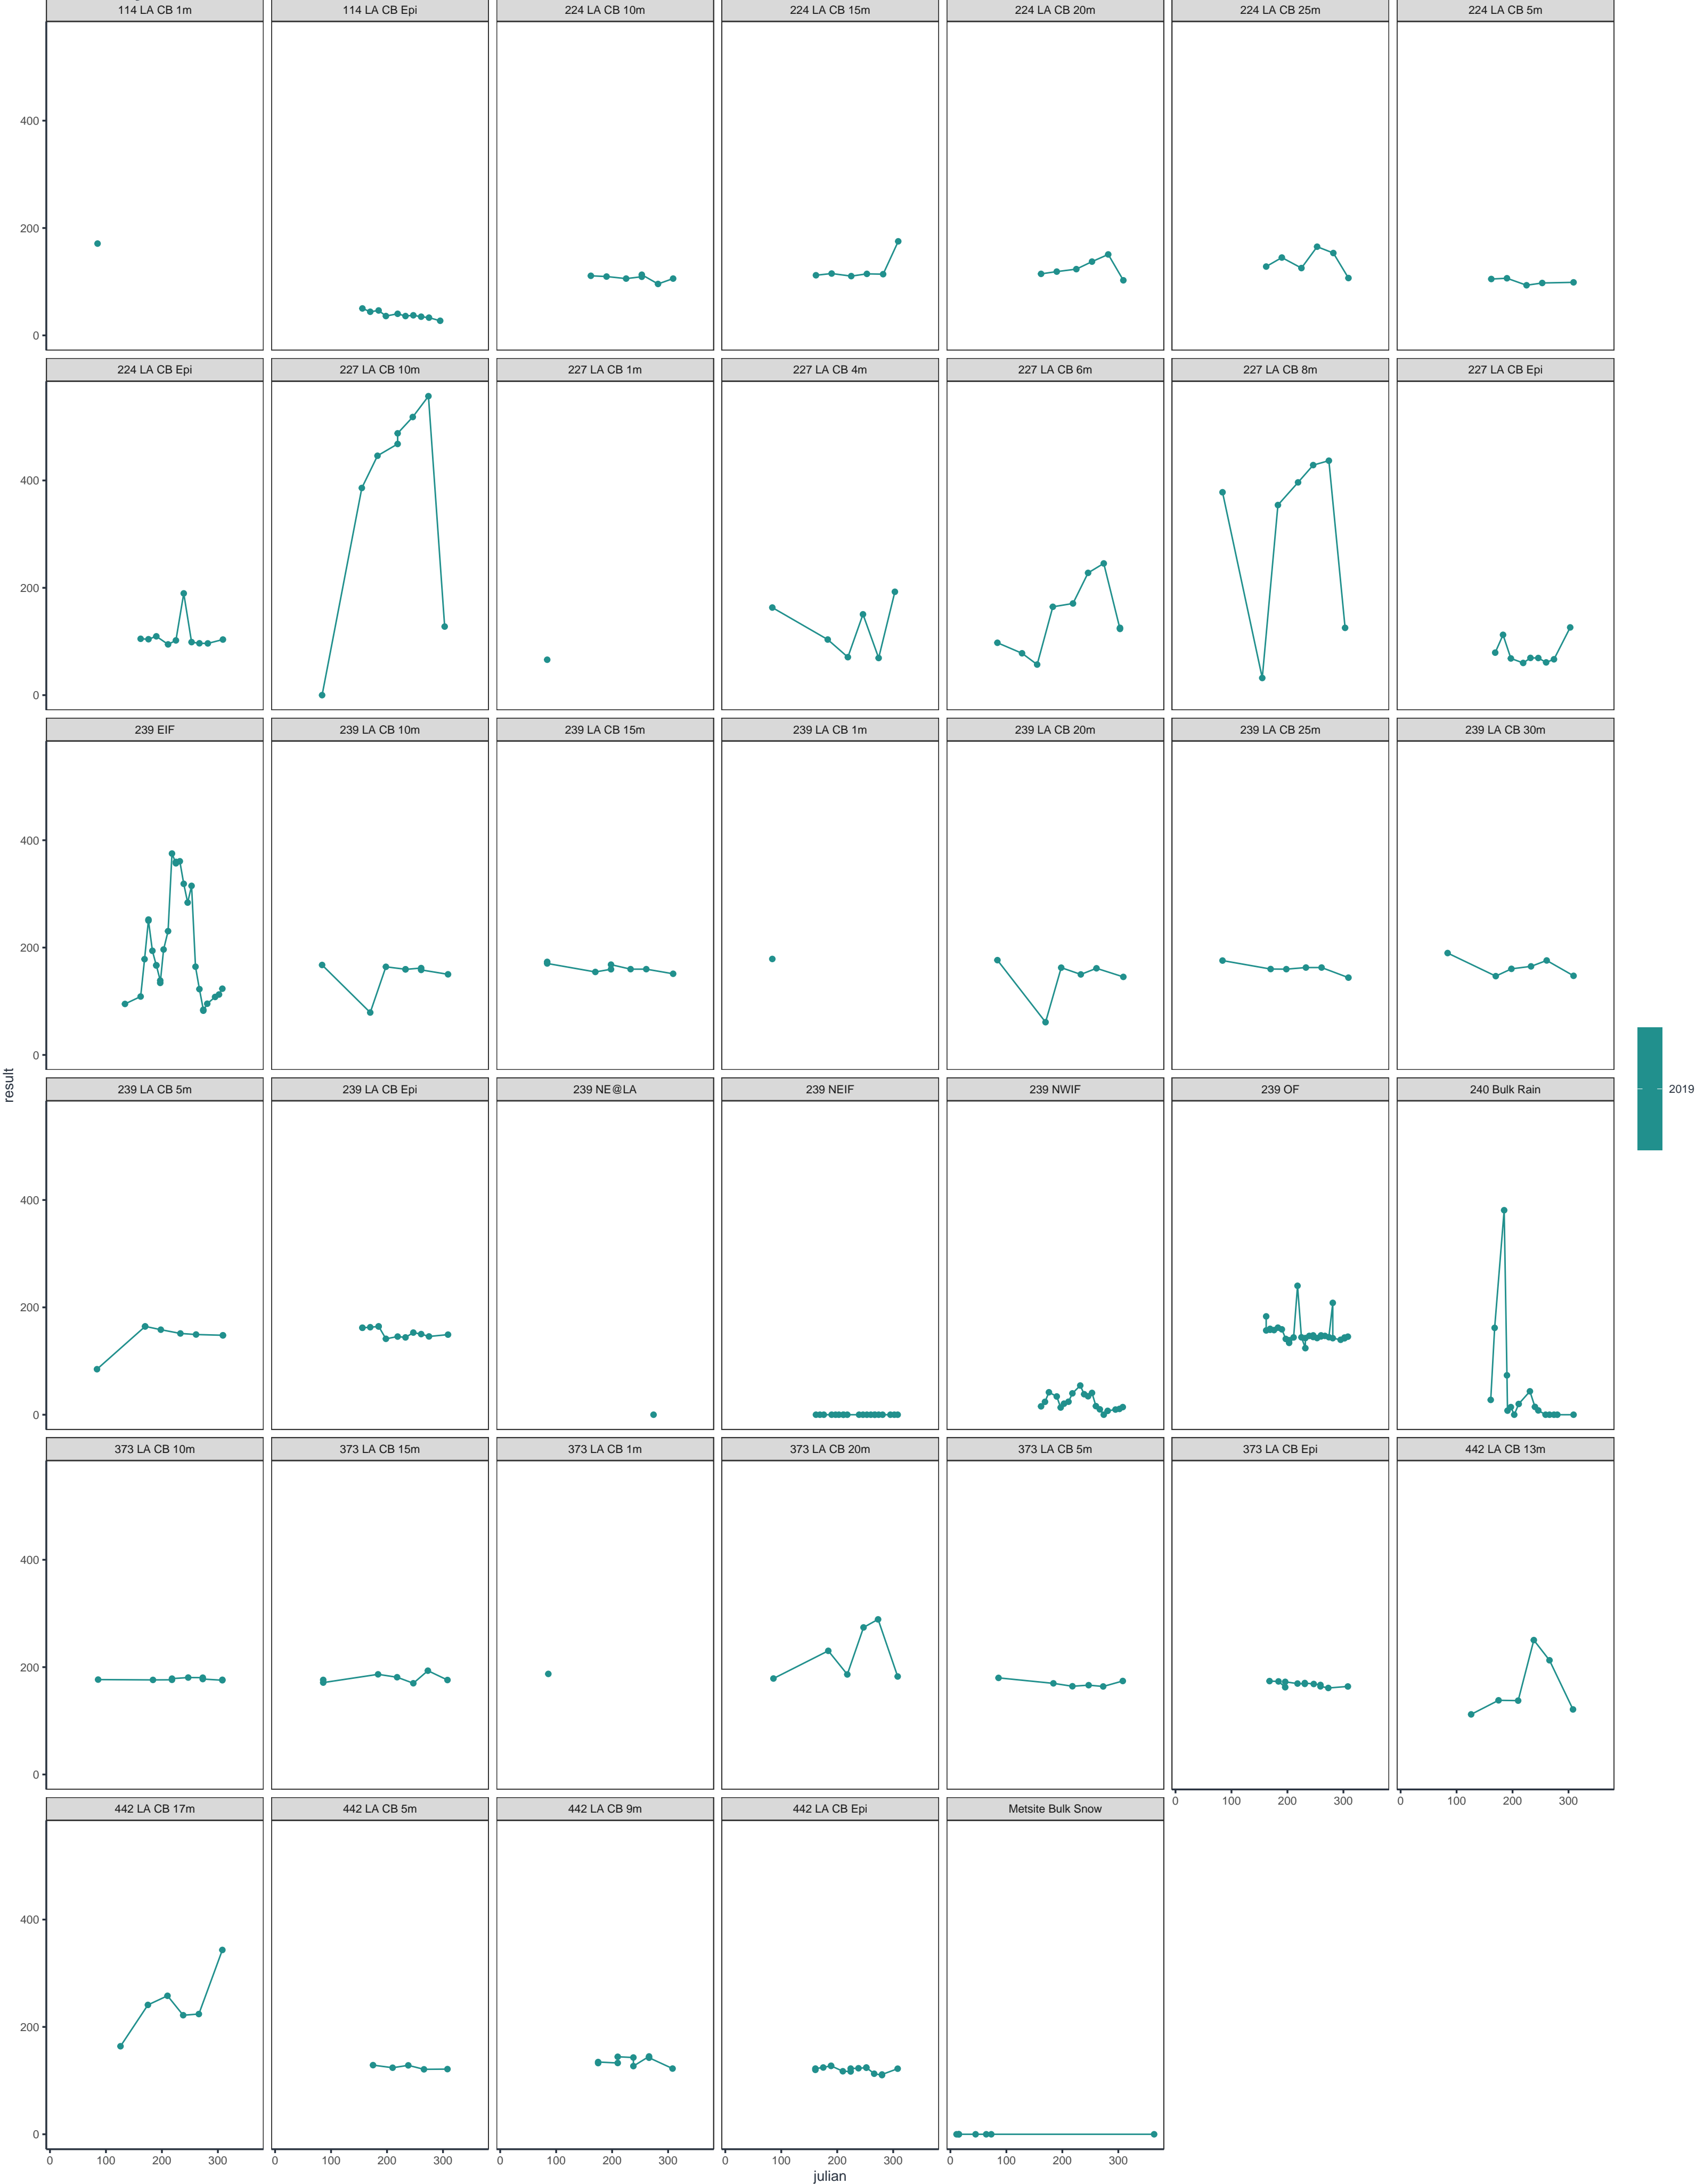 114 LA CB 1m 114 LA CB Epi 224 LA CB 10m 224 LA CB 15m 224 LA CB 20m 224 LA CB 25m 224 LA CB 5m
400
200
0
224 LA CB Epi 227 LA CB 10m 227 LA CB 1m 227 LA CB 4m 227 LA CB 6m 227 LA CB 8m 227 LA CB Epi
400
200
0
239 EIF 239 LA CB 10m 239 LA CB 15m 239 LA CB 1m 239 LA CB 20m 239 LA CB 25m 239 LA CB 30m
400
200
0
result
2019
239 LA CB 5m 239 LA CB Epi 239 NE@LA 239 NEIF 239 NWIF 239 OF 240 Bulk Rain
400
200
0
373 LA CB 10m 373 LA CB 15m 373 LA CB 1m 373 LA CB 20m 373 LA CB 5m 373 LA CB Epi 442 LA CB 13m
400
200
0
0 100 200 300 0 100 200 300
442 LA CB 17m 442 LA CB 5m 442 LA CB 9m 442 LA CB Epi Metsite Bulk Snow
400
200
0
0 100 200 300 0 100 200 300 0 100 200 300 0 100 200 300 0 100 200 300
julian